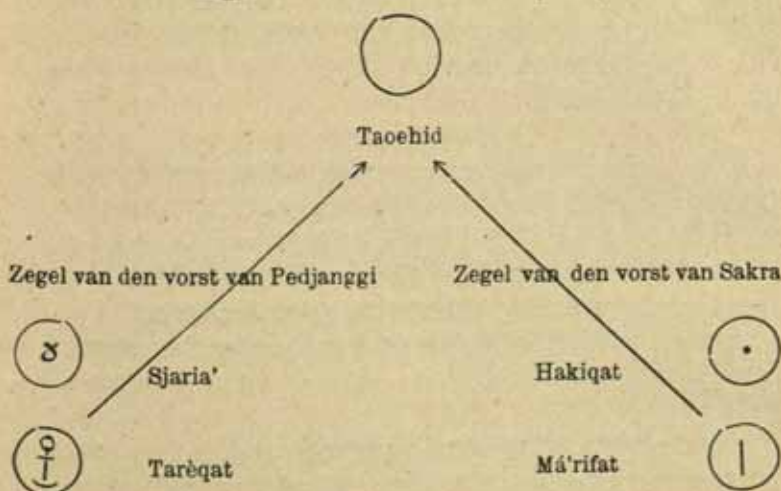 Taoehid
Zegel van den vorst van Pedjanggi Zegel van den vorst van Sakra
Sjaria' Hakiqat
Tarèqat Má'rifat